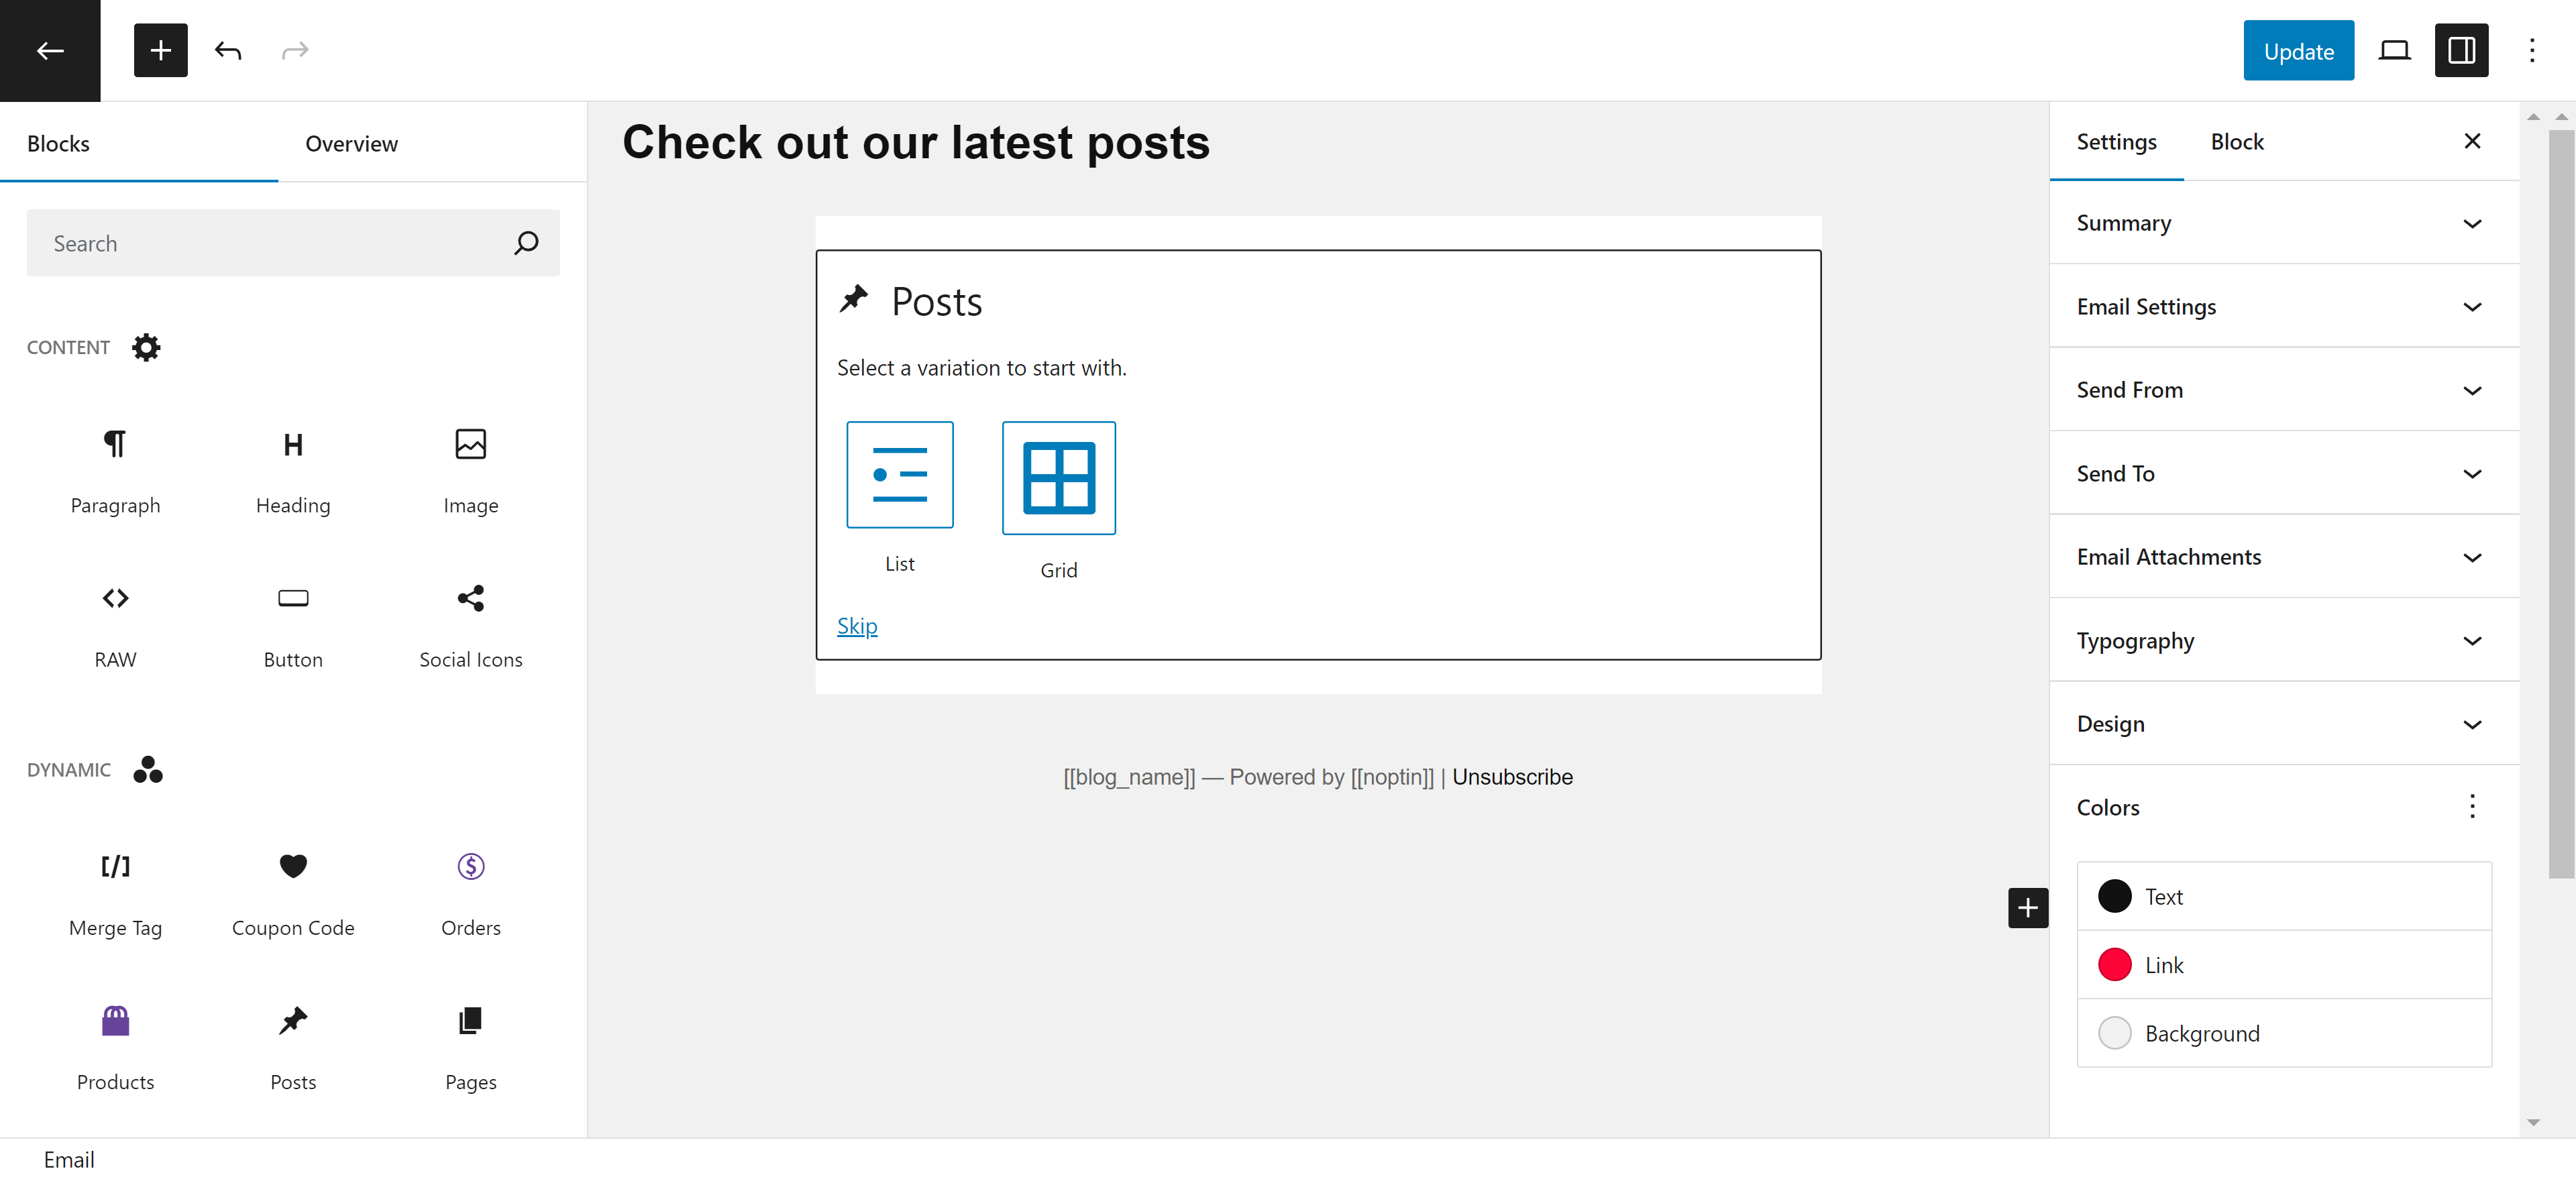 Update
Blocks
Overview
Search
CONTENT
Paragraph
Heading
Image
RAW
Button
Social Icons
DYNAMIC
Merge Tag
Coupon Code
Orders
Products
Posts
Pages
Check out our latest posts
Posts
Select a variation to start with.
List
Grid
Skip
[[blog_name]] — Powered by [[noptin]] | Unsubscribe
Settings
Block
Summary
Email Settings
Send From
Send To
Email Attachments
Typography
Design
Colors
Text
Link
Background
Email